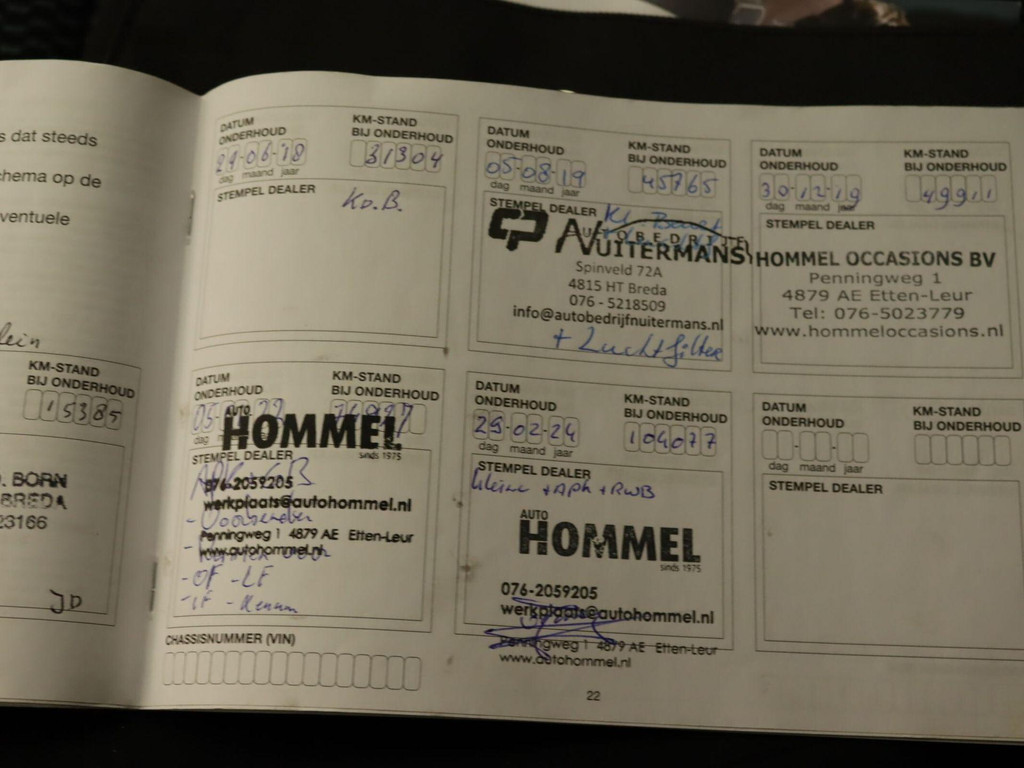 s dat steeds
chema op de
ventuele
lein
KM-STAND
BIJ ONDERHOUD
15385
. BORN
BREDA
23166
JD
DATUM
ONDERHOUD
KM-STAND
BIJ ONDERHOUD
31304
dag maand jaar
STEMPEL DEALER
Ko.B.
DATUM
ONDERHOUD
KM-STAND
BIJ ONDERHOUD
05-08-19
45765
dag maand jaar
STEMPEL DEALER
AUTOBEDRIJF
NUITERMANS
Spinveld 72A
4815 HT Breda
076 - 5218509
info@autobedrijfnuitermans.nl
+ Luchtfilter
DATUM
ONDERHOUD
KM-STAND
BIJ ONDERHOUD
30-12-19
49911
dag maand jaar
STEMPEL DEALER
HOMMEL OCCASIONS BV
Penningweg 1
4879 AE Etten-Leur
Tel: 076-5023779
www.hommeloccasions.nl
DATUM
ONDERHOUD
KM-STAND
BIJ ONDERHOUD
dag
AUTO
HOMMEL
sinds 1975
STEMPEL DEALER
076-2059205
werkplaats@autohommel.nl
Penningweg 1 4879 AE Etten-Leur
www.autohommel.nl
- OF - LF
- IF
DATUM
ONDERHOUD
KM-STAND
BIJ ONDERHOUD
29-02-24
104077
dag maand jaar
STEMPEL DEALER
kleine + APK + RWB
AUTO
HOMMEL
sinds 1975
076-2059205
werkplaats@autohommel.nl
Penningweg 1 4879 AE Etten-Leur
www.autohommel.nl
DATUM
ONDERHOUD
KM-STAND
BIJ ONDERHOUD
dag maand jaar
STEMPEL DEALER
CHASSISNUMMER (VIN)
22